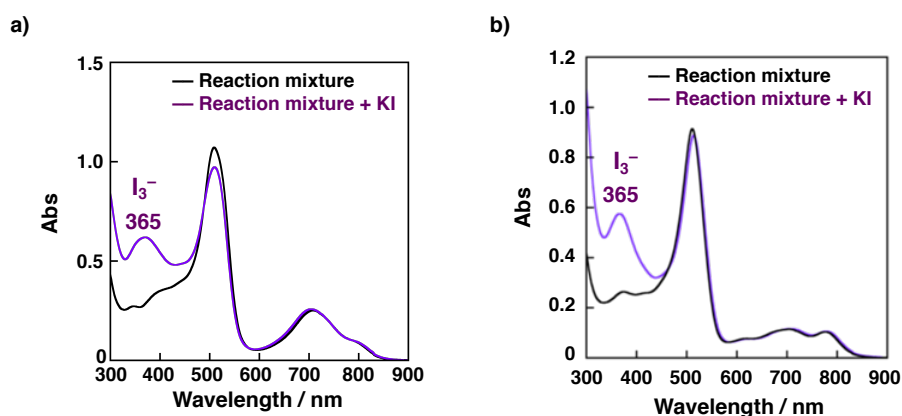 a)
1.5
1.0
0.5
0
Abs
Reaction mixture
Reaction mixture + KI
I₃⁻
365
300 400 500 600 700 800 900
Wavelength / nm
b)
1.2
1.0
0.8
0.6
0.4
0.2
0
Abs
Reaction mixture
Reaction mixture + KI
I₃⁻
365
300 400 500 600 700 800 900
Wavelength / nm